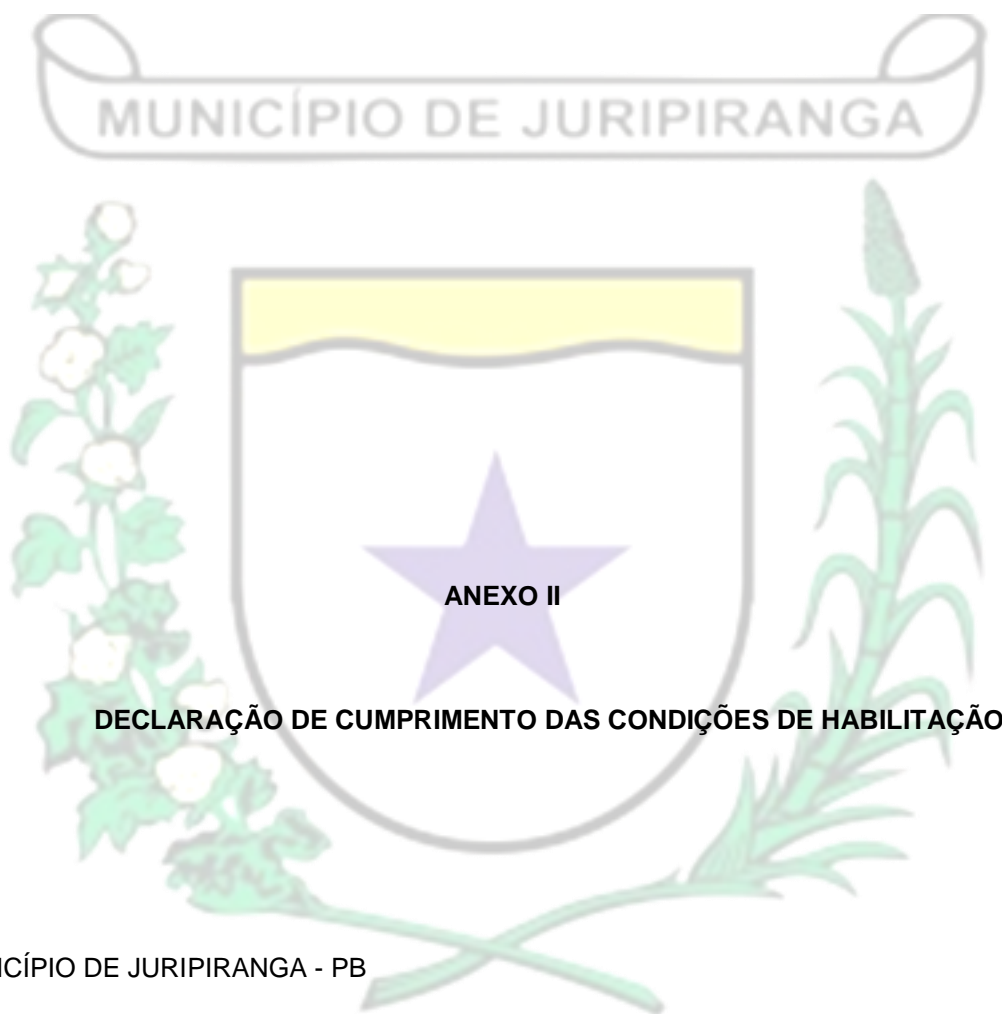 MUNICÍPIO DE JURIPIRANGA
ANEXO II
DECLARAÇÃO DE CUMPRIMENTO DAS CONDIÇÕES DE HABILITAÇÃO
ICÍPIO DE JURIPIRANGA - PB